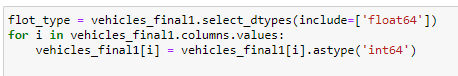 flot_type = vehicles_final1.select_dtypes(include=['float64'])
for i in vehicles_final1.columns.values:
    vehicles_final1[i] = vehicles_final1[i].astype('int64')